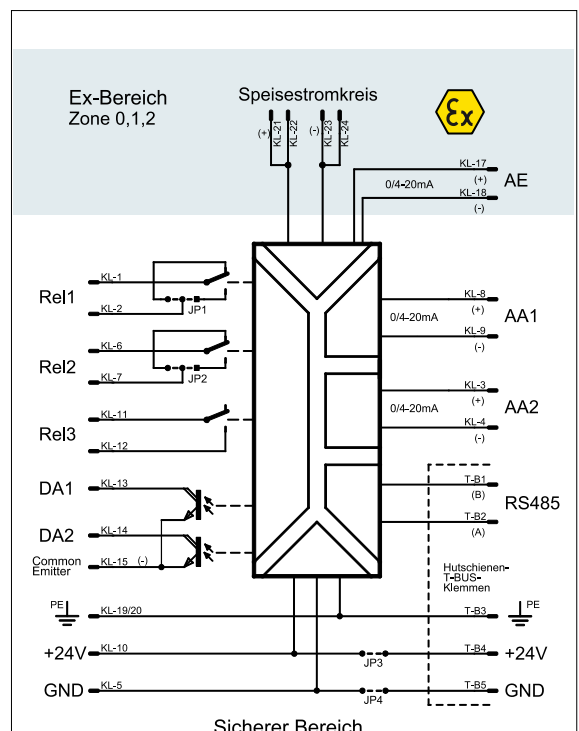 Ex-Bereich
Zone 0,1,2
Speisestromkreis
Ex
(+)
KL-21
KL-22
(-)
KL-23
KL-24
KL-17
(+)
AE
0/4-20mA
KL-18
(-)
Rel1
KL-1
KL-2
JP1
KL-8
(+)
AA1
0/4-20mA
KL-9
(-)
Rel2
KL-6
KL-7
JP2
KL-3
(+)
AA2
0/4-20mA
KL-4
(-)
Rel3
KL-11
KL-12
DA1
KL-13
T-B1
(B)
RS485
T-B2
(A)
DA2
KL-14
Common
Emitter
KL-15 (-)
Hutschienen-
T-BUS-
Klemmen
PE
KL-19/20
T-B3
PE
+24V
KL-10
JP3
T-B4
+24V
GND
KL-5
JP4
T-B5
GND
Sicherer Bereich